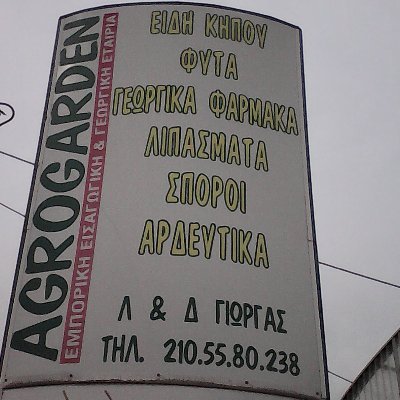 AGROGARDEN
ΕΜΠΟΡΙΚΗ ΕΙΣΑΓΩΓΙΚΗ & ΓΕΩΡΓΙΚΗ ΕΤΑΙΡΙΑ
ΕΙΔΗ ΚΗΠΟΥ
ΦΥΤΑ
ΓΕΩΡΓΙΚΑ ΦΑΡΜΑΚΑ
ΛΙΠΑΣΜΑΤΑ
ΣΠΟΡΟΙ
ΑΡΔΕΥΤΙΚΑ
Λ & Δ ΓΙΩΡΓΑΣ
ΤΗΛ. 210.55.80.238